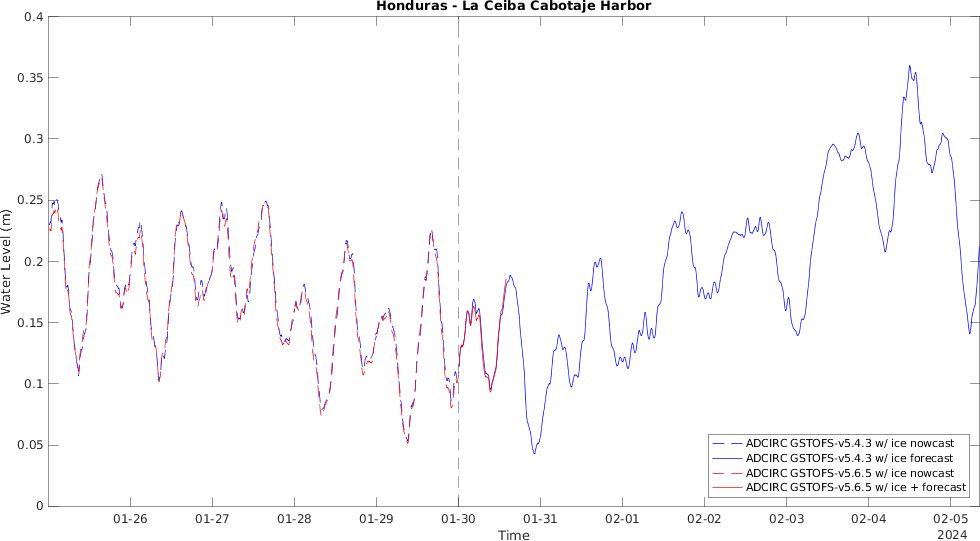 Honduras - La Ceiba Cabotaje Harbor
0.4
0.35
0.3
0.25
0.2
0.15
0.1
0.05
0
Water Level (m)
01-26 01-27 01-28 01-29 01-30 01-31 02-01 02-02 02-03 02-04 02-05
Time
2024
ADCIRC GSTOFS-v5.4.3 w/ ice nowcast
ADCIRC GSTOFS-v5.4.3 w/ ice forecast
ADCIRC GSTOFS-v5.6.5 w/ ice nowcast
ADCIRC GSTOFS-v5.6.5 w/ ice + forecast